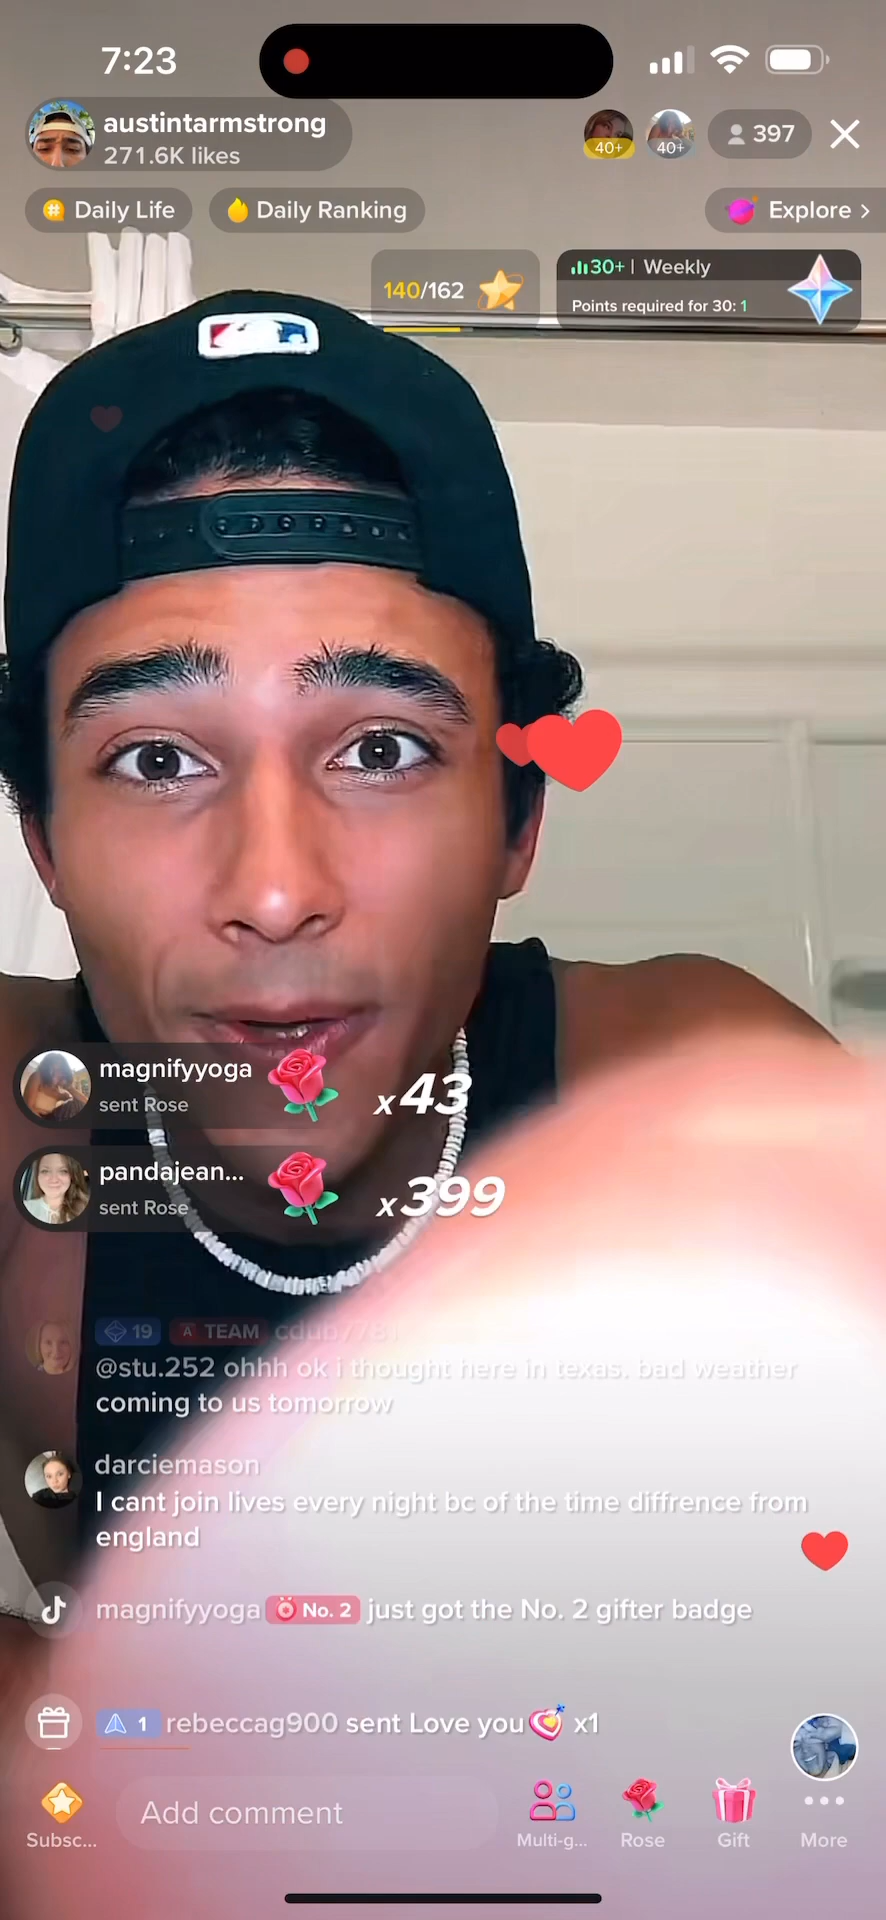 7:23
austintarmstrong
271.6K likes
40+
40+
397
Daily Life
Daily Ranking
Explore >
140/162
30+ | Weekly
Points required for 30: 1
magnifyyoga
sent Rose
x43
pandajean...
sent Rose
x399
19 A TEAM cdub7781
@stu.252 ohhh ok i thought here in texas. bad weather
coming to us tomorrow
darciemason
I cant join lives every night bc of the time diffrence from
england
magnifyyoga No. 2 just got the No. 2 gifter badge
1 rebeccag900 sent Love you x1
Add comment
Subsc...
Multi-g...
Rose
Gift
More